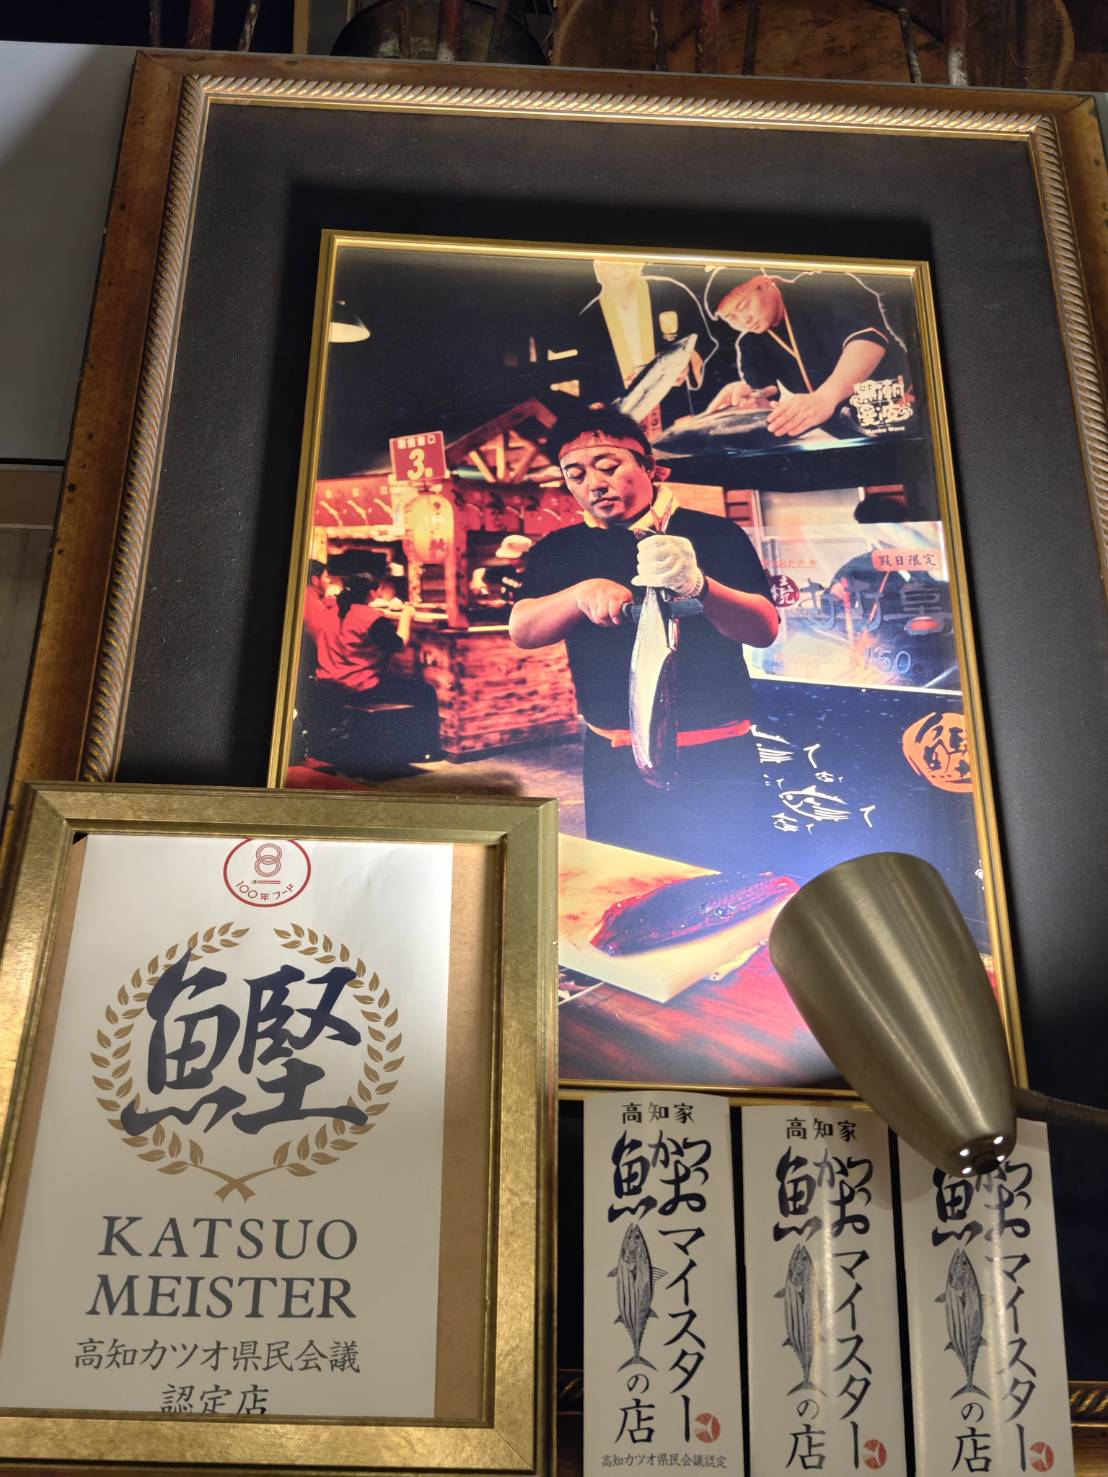 3
假日限定
150
100年フード
鰹
KATSUO
MEISTER
高知カツオ県民会議
認定店
高知家
鰹かつお
マイスター
の店
高知カツオ県民会議認定
高知家
鰹かつお
マイスター
の店
鰹かつお
マイスター
の店